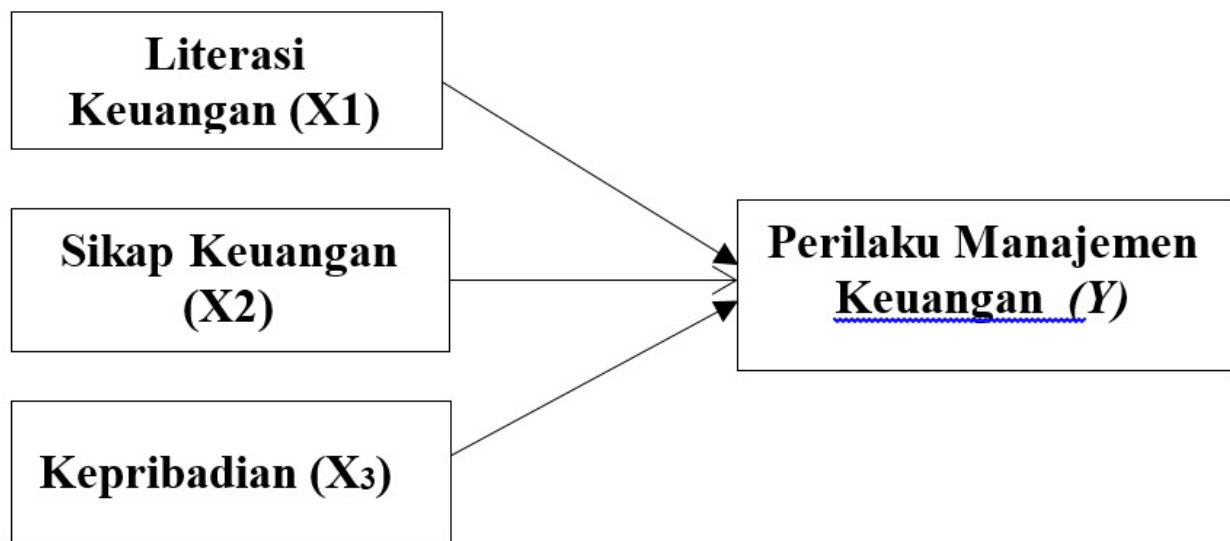 Literasi
Keuangan (X1)
Sikap Keuangan
(X2)
Kepribadian (X₃)
Perilaku Manajemen
Keuangan (Y)